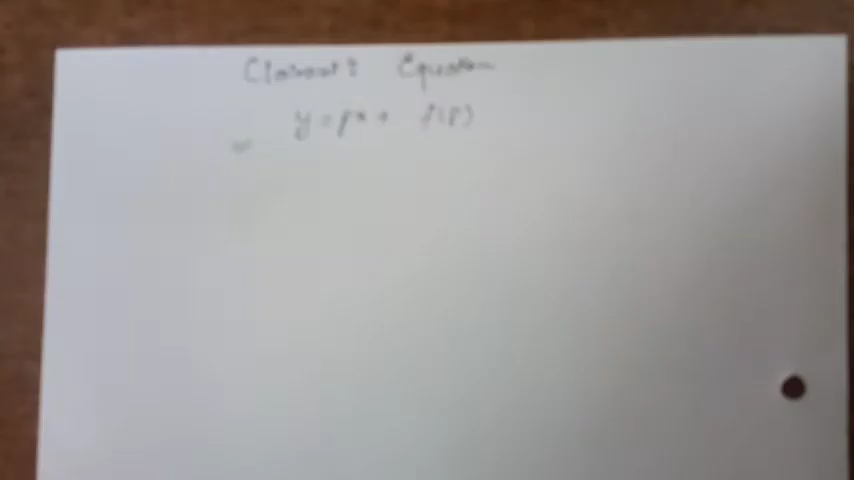 Clairaut's Equation
y = px + f(p)